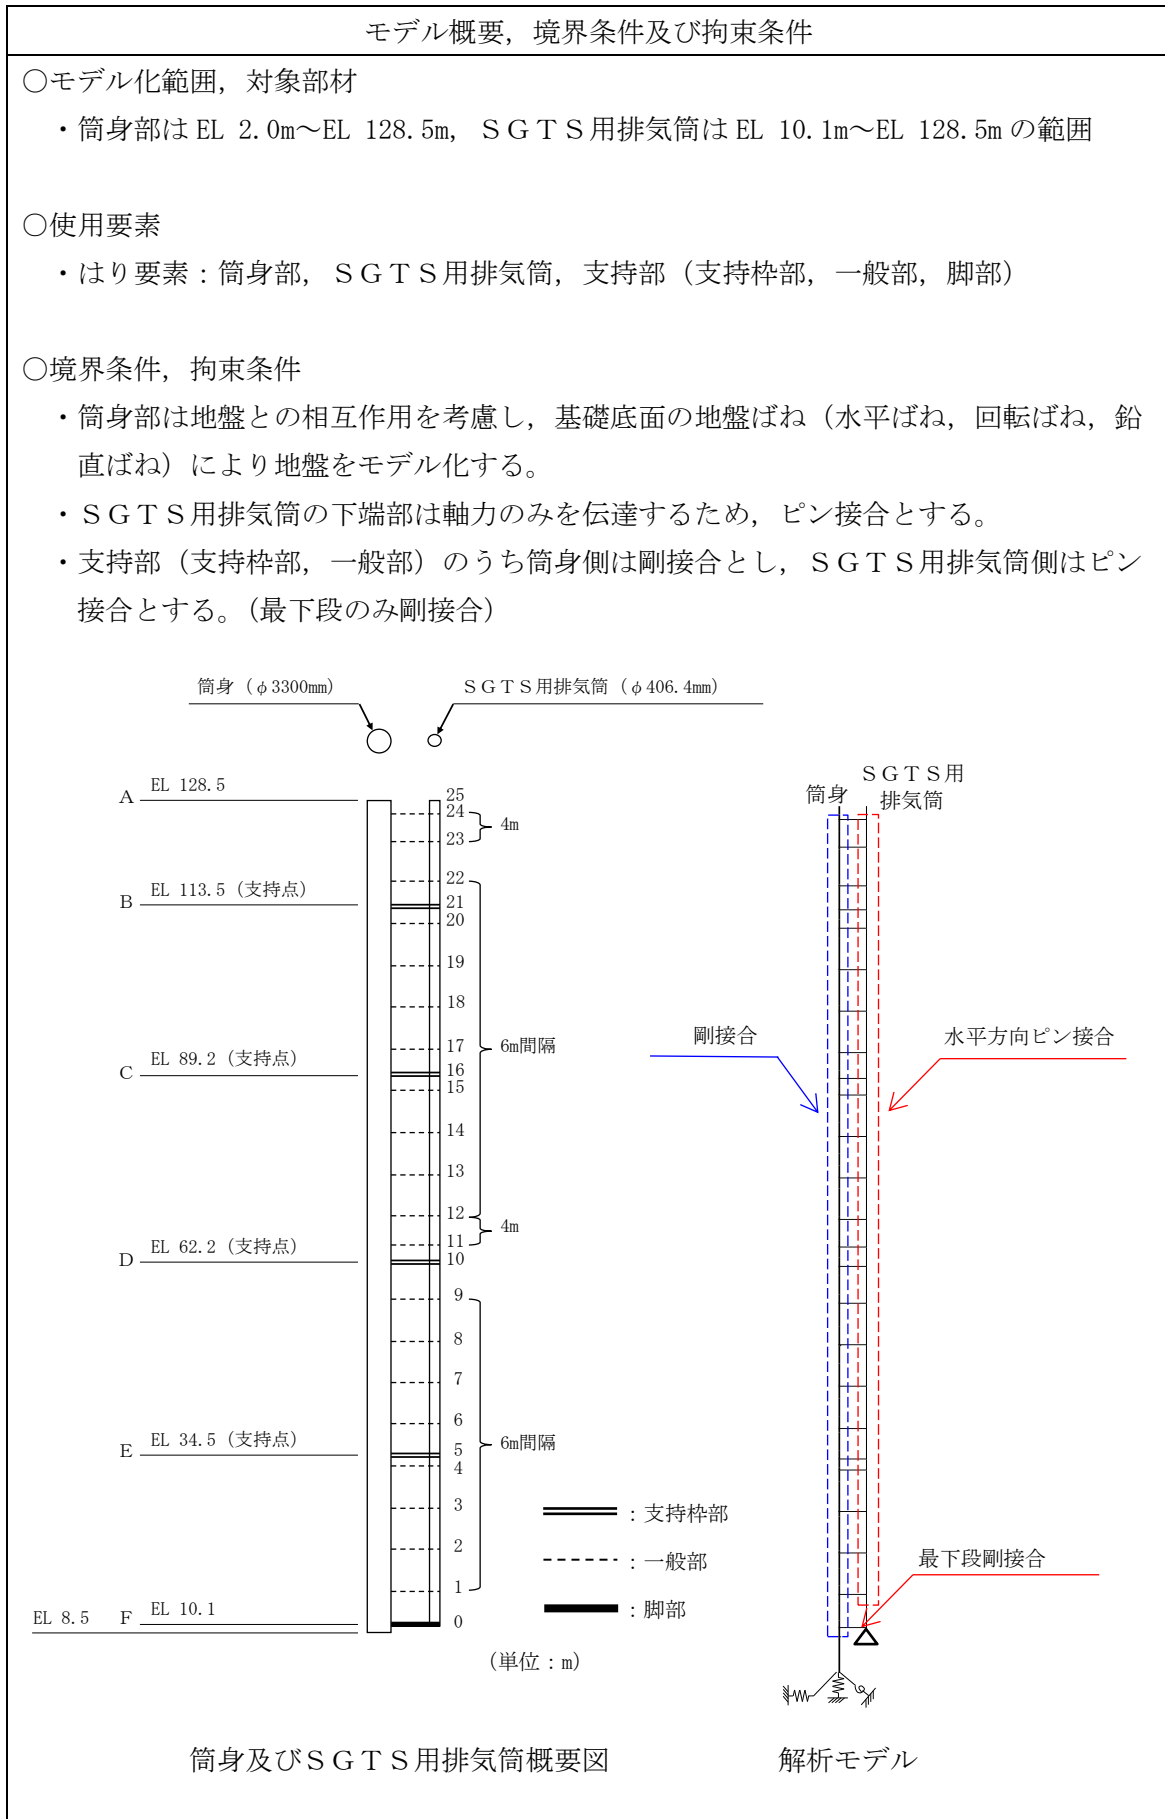 モデル概要，境界条件及び拘束条件
○モデル化範囲，対象部材
・筒身部は EL 2.0m～EL 128.5m，ＳＧＴＳ用排気筒は EL 10.1m～EL 128.5m の範囲
○使用要素
・はり要素：筒身部，ＳＧＴＳ用排気筒，支持部（支持枠部，一般部，脚部）
○境界条件，拘束条件
・筒身部は地盤との相互作用を考慮し，基礎底面の地盤ばね（水平ばね，回転ばね，鉛
直ばね）により地盤をモデル化する。
・ＳＧＴＳ用排気筒の下端部は軸力のみを伝達するため，ピン接合とする。
・支持部（支持枠部，一般部）のうち筒身側は剛接合とし，ＳＧＴＳ用排気筒側はピン
接合とする。（最下段のみ剛接合）
筒身（φ3300mm）
ＳＧＴＳ用排気筒（φ406.4mm）
A EL 128.5
B EL 113.5（支持点）
C EL 89.2（支持点）
D EL 62.2（支持点）
E EL 34.5（支持点）
EL 8.5 F EL 10.1
25
24
23
22
21
20
19
18
17
16
15
14
13
12
11
10
9
8
7
6
5
4
3
2
1
0
4m
6m間隔
4m
6m間隔
：支持枠部
：一般部
：脚部
（単位：m）
筒身及びＳＧＴＳ用排気筒概要図
ＳＧＴＳ用
排気筒
筒身
剛接合
水平方向ピン接合
最下段剛接合
解析モデル